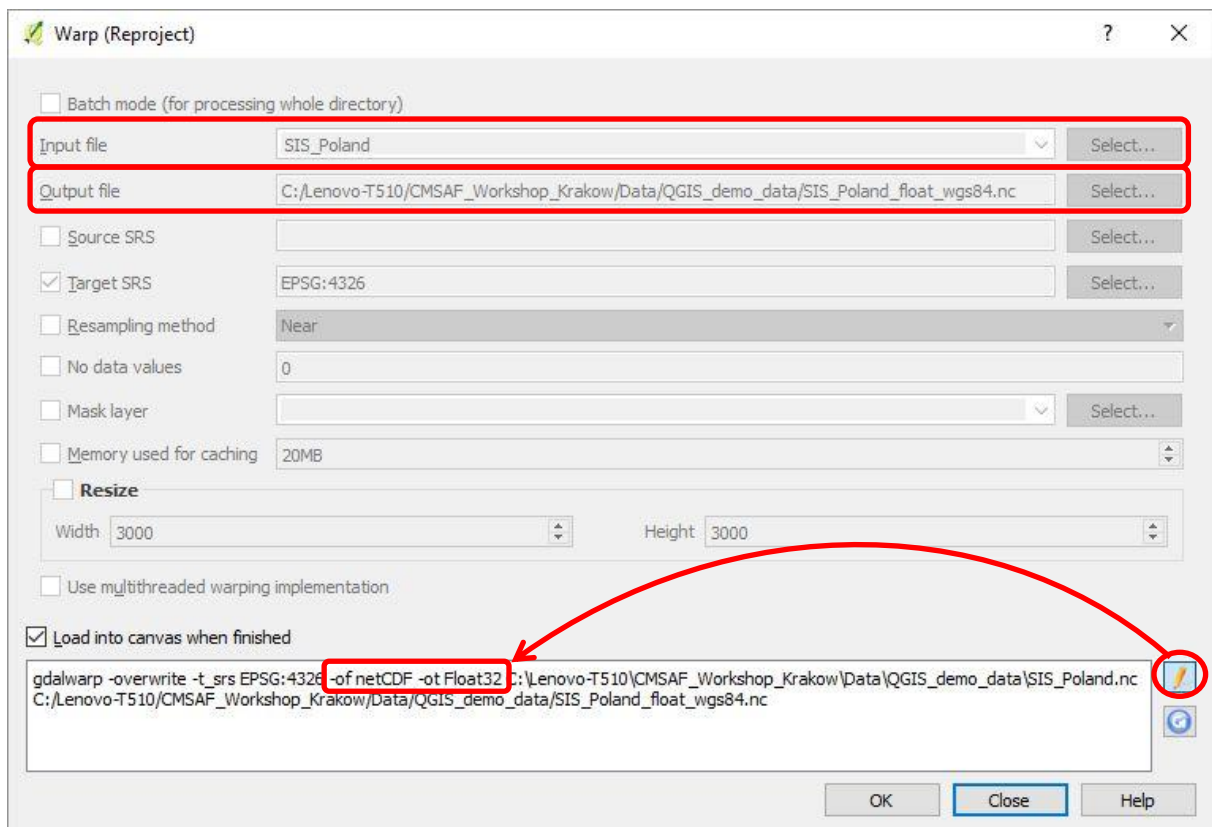 Warp (Reproject) ?
Batch mode (for processing whole directory)
Input file SIS_Poland Select...
Output file C:/Lenovo-T510/CMSAF_Workshop_Krakow/Data/QGIS_demo_data/SIS_Poland_float_wgs84.nc Select...
Source SRS Select...
Target SRS EPSG:4326 Select...
Resampling method Near
No data values 0
Mask layer Select...
Memory used for caching 20MB
Resize
Width 3000 Height 3000
Use multithreaded warping implementation
Load into canvas when finished
gdalwarp -overwrite -t_srs EPSG:4326 -of netCDF -ot Float32 C:\Lenovo-T510\CMSAF_Workshop_Krakow\Data\QGIS_demo_data\SIS_Poland.nc
C:/Lenovo-T510/CMSAF_Workshop_Krakow/Data/QGIS_demo_data/SIS_Poland_float_wgs84.nc
OK Close Help